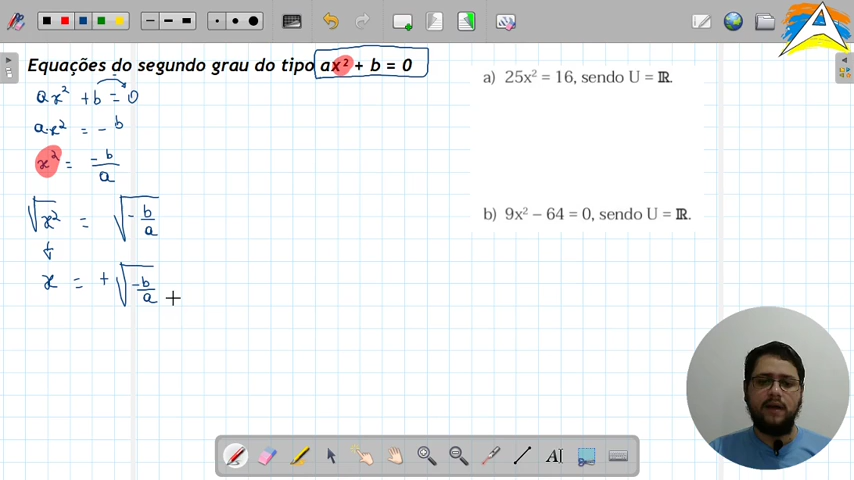 Equações do segundo grau do tipo ax² + b = 0
ax² + b = 0
a·x² = - b
x² = -b/a
√x² = √-b/a
x = +√-b/a
a) 25x² = 16, sendo U = ℝ.
b) 9x² – 64 = 0, sendo U = ℝ.
AI